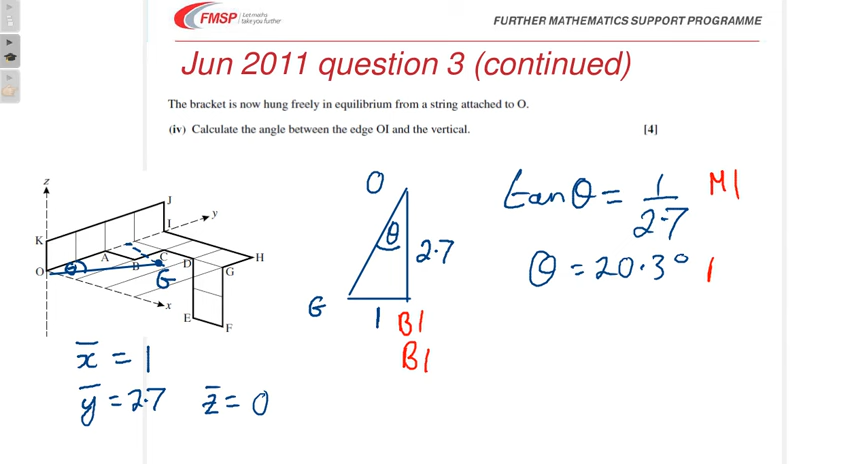 FMSP
Let maths
take you further
FURTHER MATHEMATICS SUPPORT PROGRAMME
Jun 2011 question 3 (continued)
The bracket is now hung freely in equilibrium from a string attached to O.
(iv) Calculate the angle between the edge OI and the vertical. [4]
z
J
I
y
K
A
C
H
O
θ
B
D
G
G
x
E
F
O
θ
2.7
G
1
B1
B1
tan θ = 1/2.7 M1
θ = 20.3° 1
x̄ = 1
ȳ = 2.7 z̄ = 0